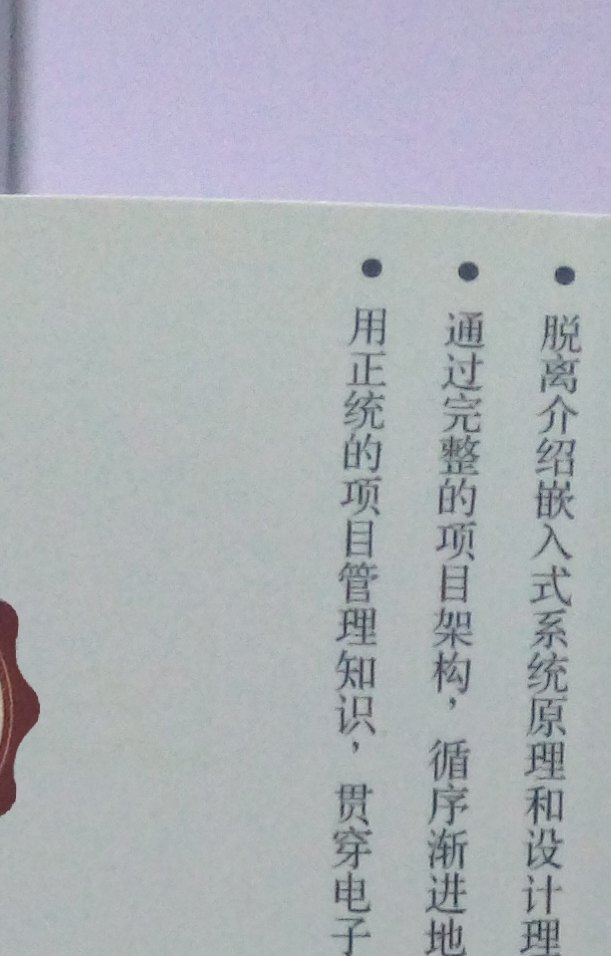 • 脱离介绍嵌入式系统原理和设计理
• 通过完整的项目架构，循序渐进地
• 用正统的项目管理知识，贯穿电子